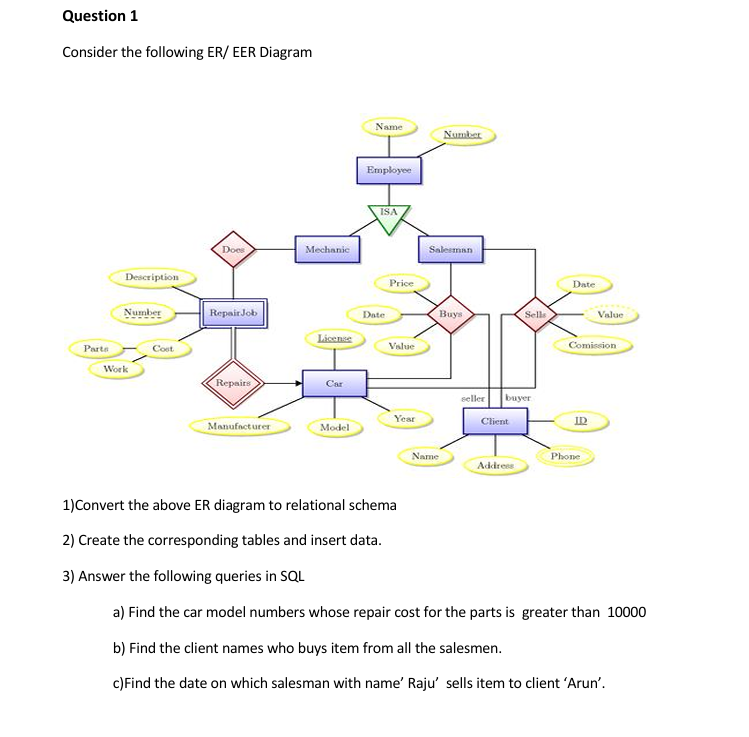 Question 1
Consider the following ER/ EER Diagram
Name
Number
Employee
ISA
Does
Mechanic
Salesman
Description
Price
Date
Number
RepairJob
Date
Buys
Sells
Value
License
Value
Comission
Parts
Cost
Work
Repairs
Car
seller
buyer
Manufacturer
Model
Year
Client
ID
Name
Address
Phone
1)Convert the above ER diagram to relational schema
2) Create the corresponding tables and insert data.
3) Answer the following queries in SQL
a) Find the car model numbers whose repair cost for the parts is greater than 10000
b) Find the client names who buys item from all the salesmen.
c)Find the date on which salesman with name’ Raju’ sells item to client ‘Arun’.